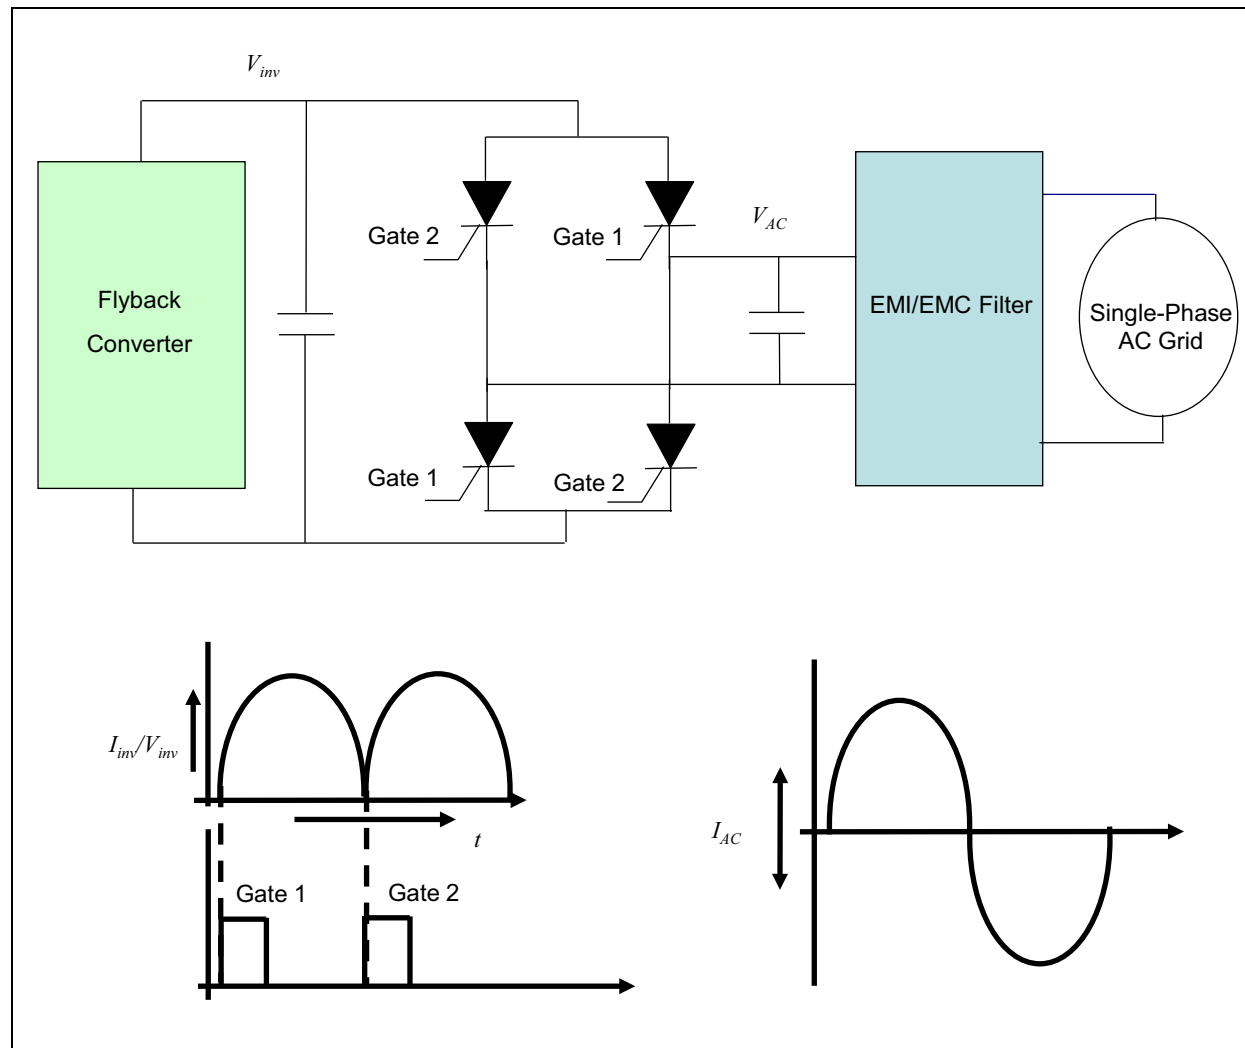 V_inv
Flyback
Converter
Gate 2
Gate 1
V_AC
EMI/EMC Filter
Single-Phase
AC Grid
Gate 1
Gate 2
I_inv/V_inv
t
Gate 1
Gate 2
I_AC